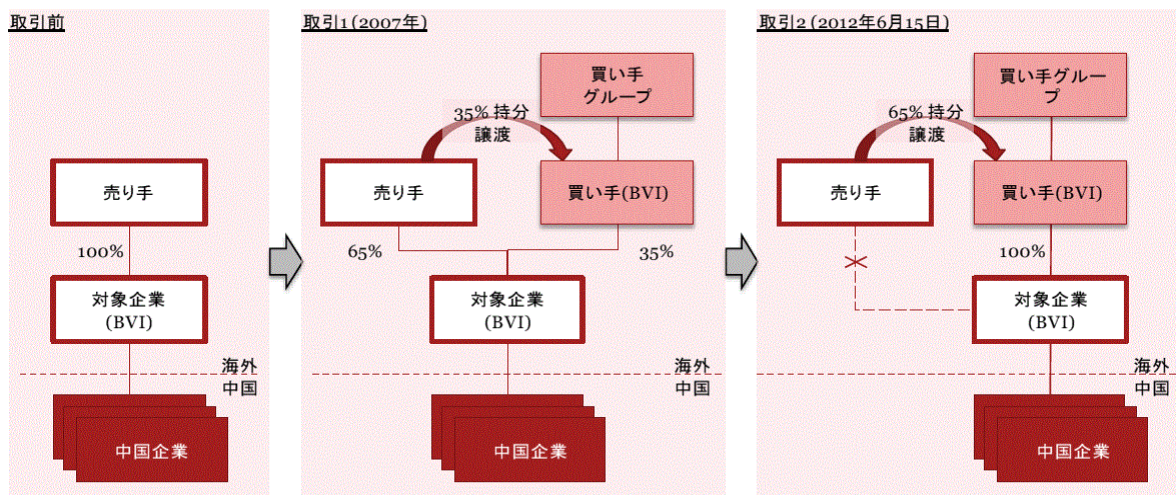 取引前
売り手
100%
対象企業
(BVI)
海外
中国
中国企業
取引1 (2007年)
買い手
グループ
35% 持分
譲渡
売り手
買い手(BVI)
65%
35%
対象企業
(BVI)
海外
中国
中国企業
取引2 (2012年6月15日)
買い手グルー
プ
65% 持分
譲渡
売り手
買い手(BVI)
100%
対象企業
(BVI)
海外
中国
中国企業